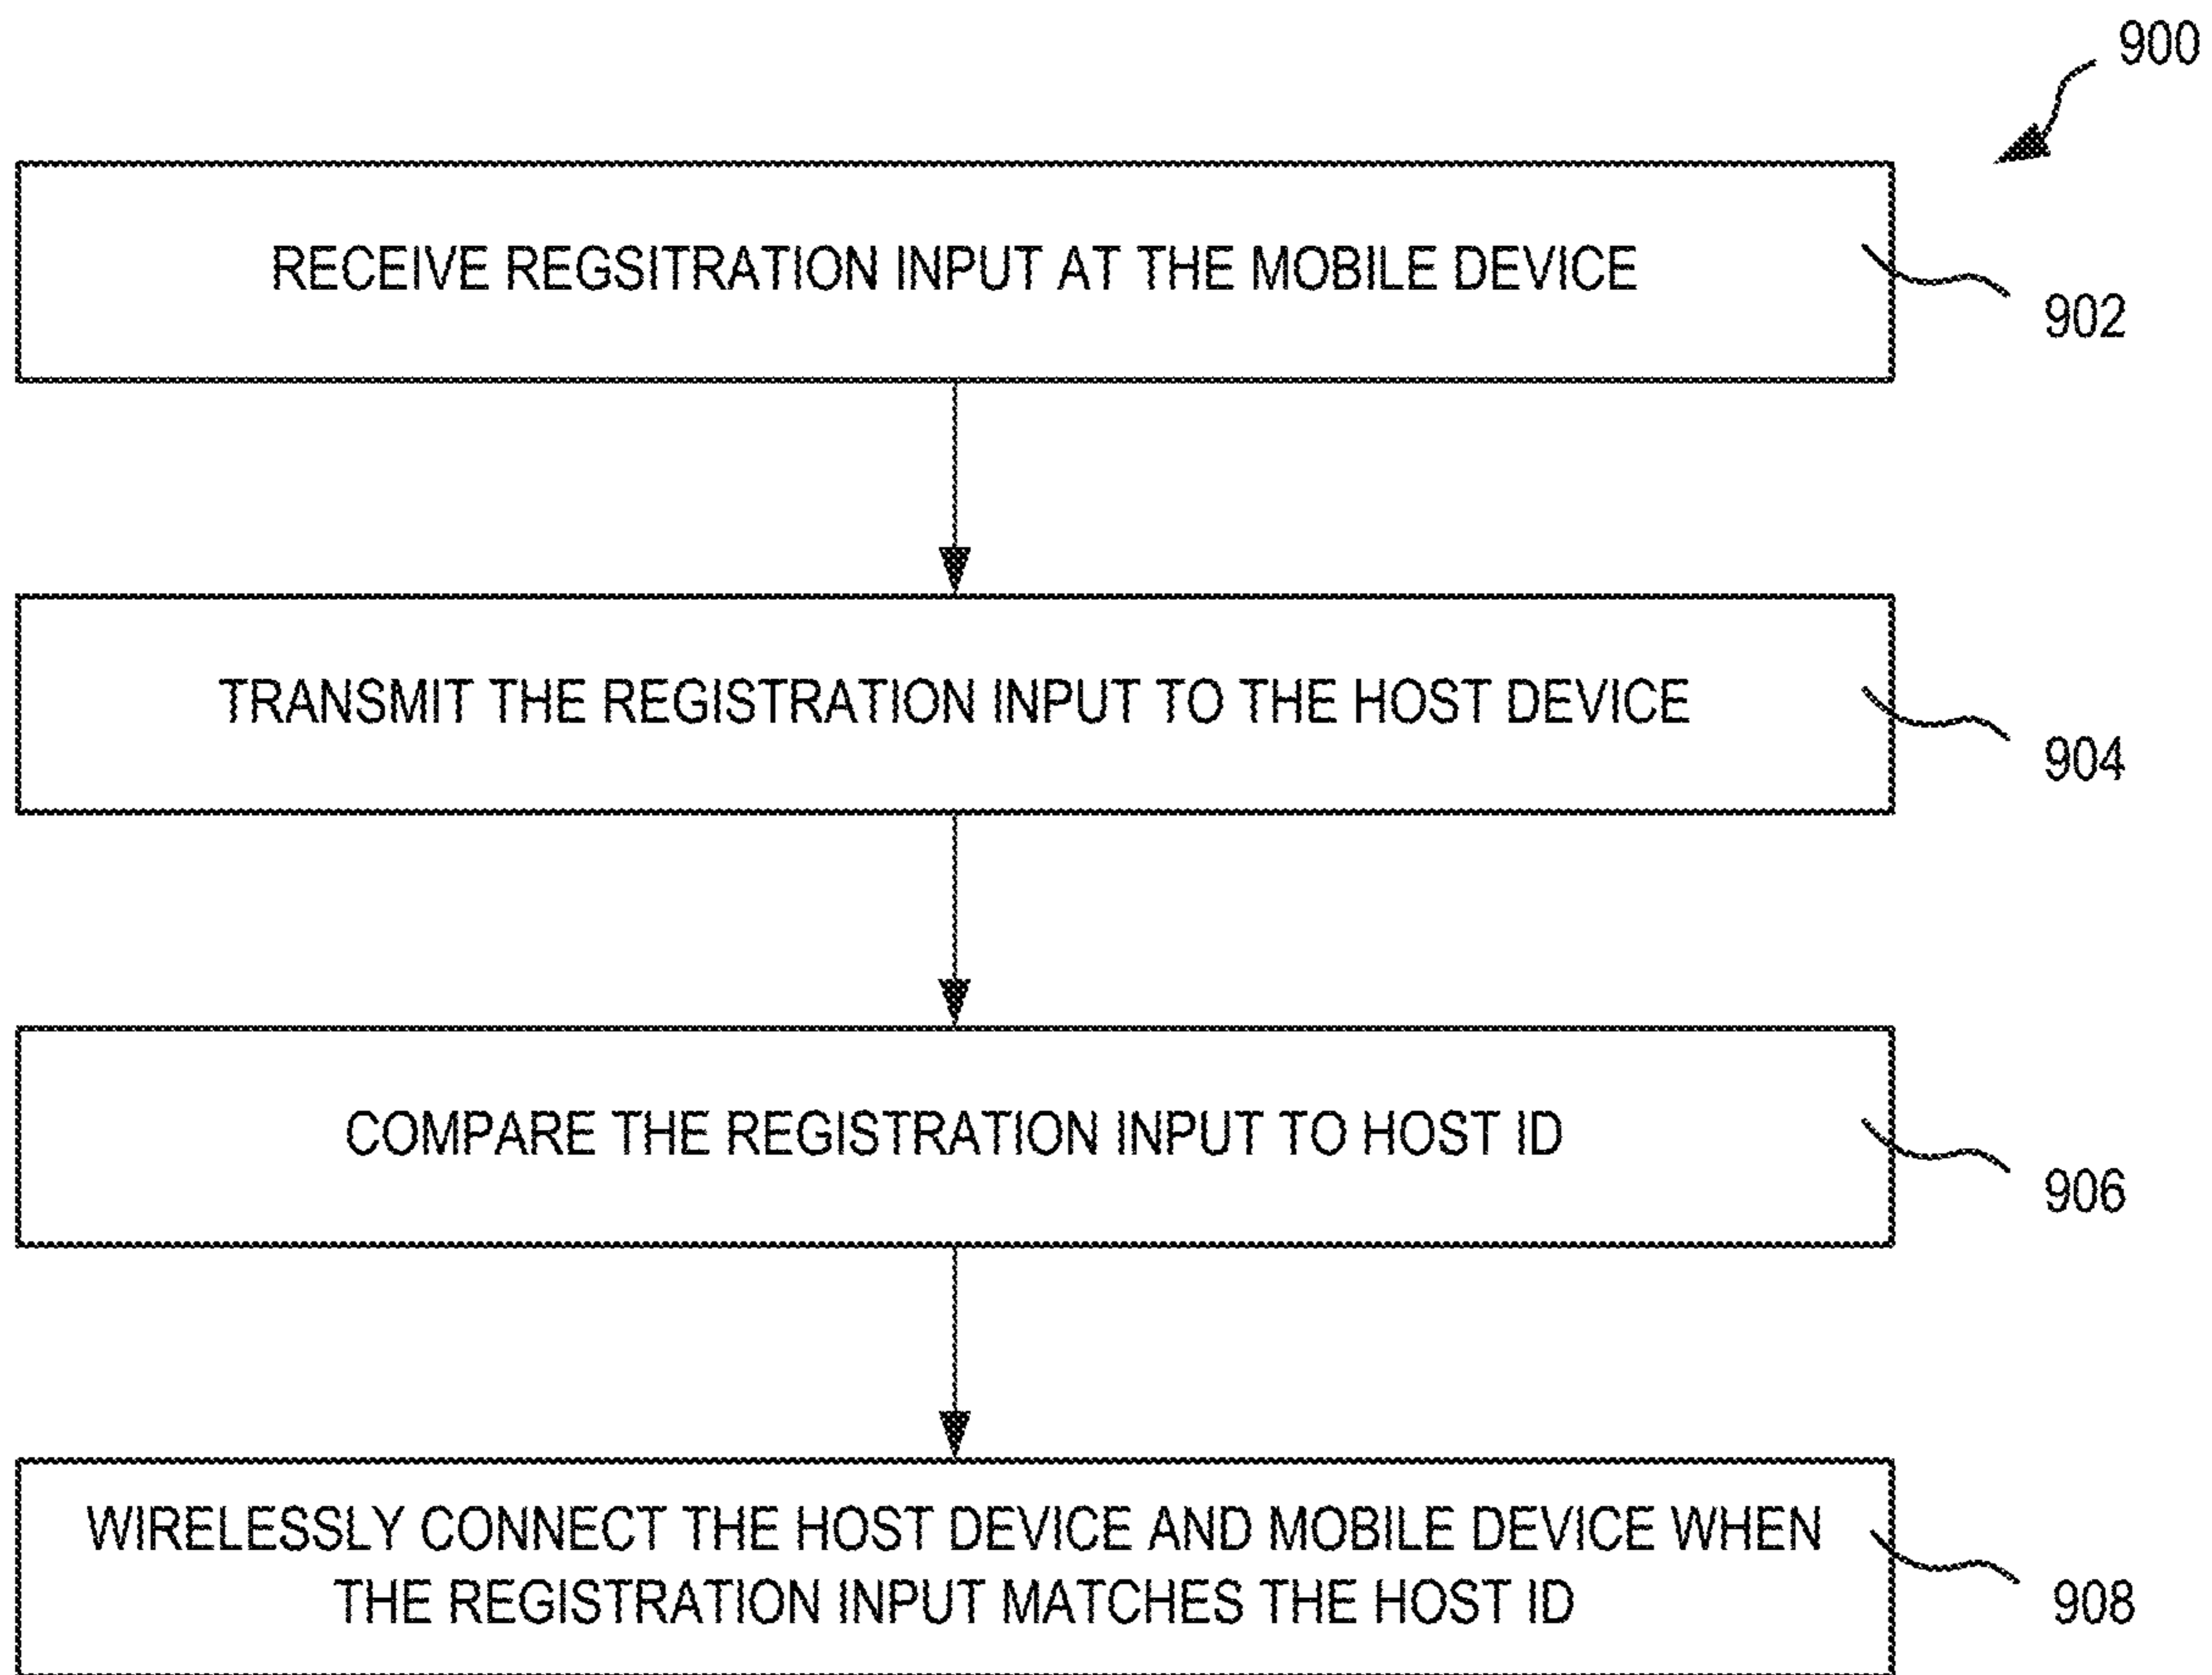 900
RECEIVE REGSITRATION INPUT AT THE MOBILE DEVICE
902
TRANSMIT THE REGISTRATION INPUT TO THE HOST DEVICE
904
COMPARE THE REGISTRATION INPUT TO HOST ID
906
WIRELESSLY CONNECT THE HOST DEVICE AND MOBILE DEVICE WHEN
THE REGISTRATION INPUT MATCHES THE HOST ID
908